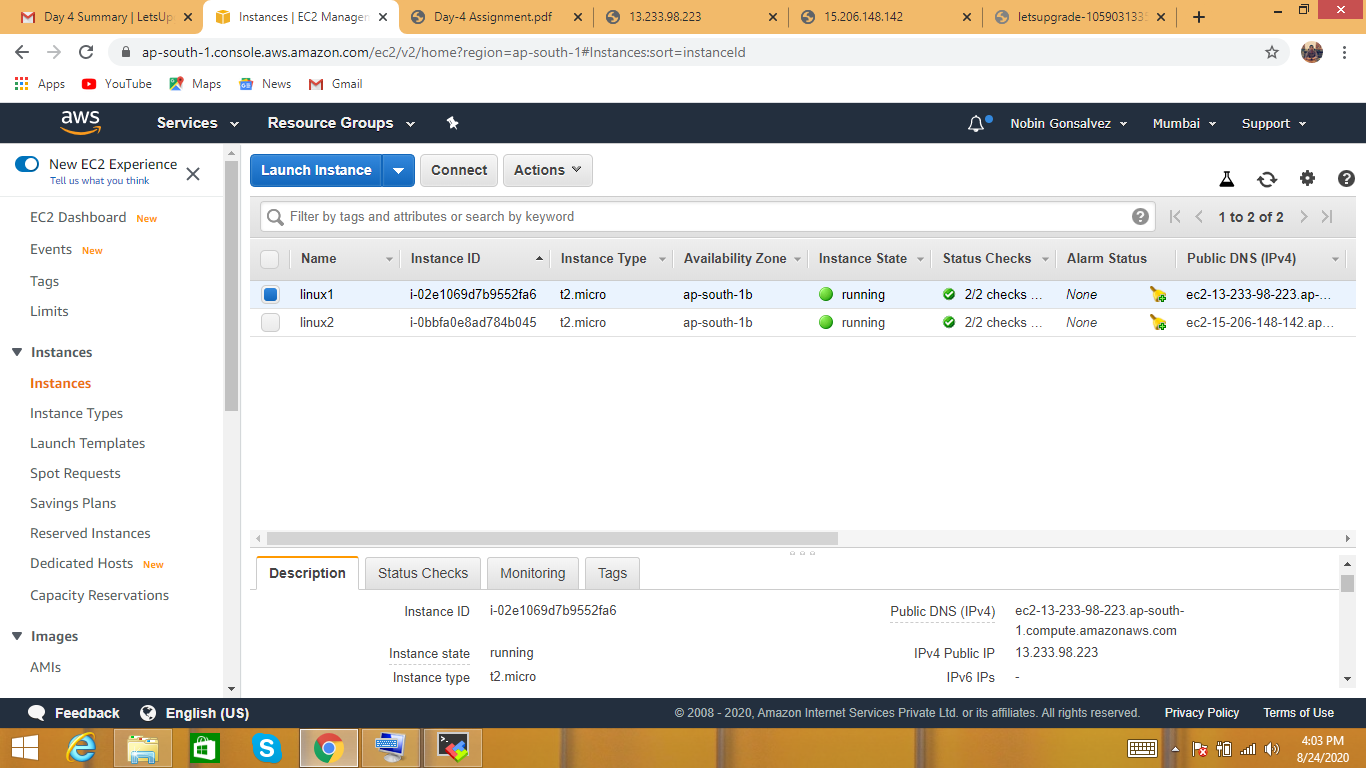 Day 4 Summary | LetsUp
Instances | EC2 Manager
Day-4 Assignment.pdf
13.233.98.223
15.206.148.142
letsupgrade-1059031335
ap-south-1.console.aws.amazon.com/ec2/v2/home?region=ap-south-1#Instances:sort=instanceId
Apps YouTube Maps News Gmail
aws Services Resource Groups Nobin Gonsalvez Mumbai Support
New EC2 Experience
Tell us what you think
EC2 Dashboard New
Events New
Tags
Limits
Instances
Instances
Instance Types
Launch Templates
Spot Requests
Savings Plans
Reserved Instances
Dedicated Hosts New
Capacity Reservations
Images
AMIs
Launch Instance Connect Actions
Filter by tags and attributes or search by keyword 1 to 2 of 2
Name Instance ID Instance Type Availability Zone Instance State Status Checks Alarm Status Public DNS (IPv4)
linux1 i-02e1069d7b9552fa6 t2.micro ap-south-1b running 2/2 checks ... None ec2-13-233-98-223.ap-...
linux2 i-0bbfa0e8ad784b045 t2.micro ap-south-1b running 2/2 checks ... None ec2-15-206-148-142.ap...
Description Status Checks Monitoring Tags
Instance ID i-02e1069d7b9552fa6
Instance state running
Instance type t2.micro
Public DNS (IPv4) ec2-13-233-98-223.ap-south-
1.compute.amazonaws.com
IPv4 Public IP 13.233.98.223
IPv6 IPs -
Feedback English (US) © 2008 - 2020, Amazon Internet Services Private Ltd. or its affiliates. All rights reserved. Privacy Policy Terms of Use
4:03 PM
8/24/2020